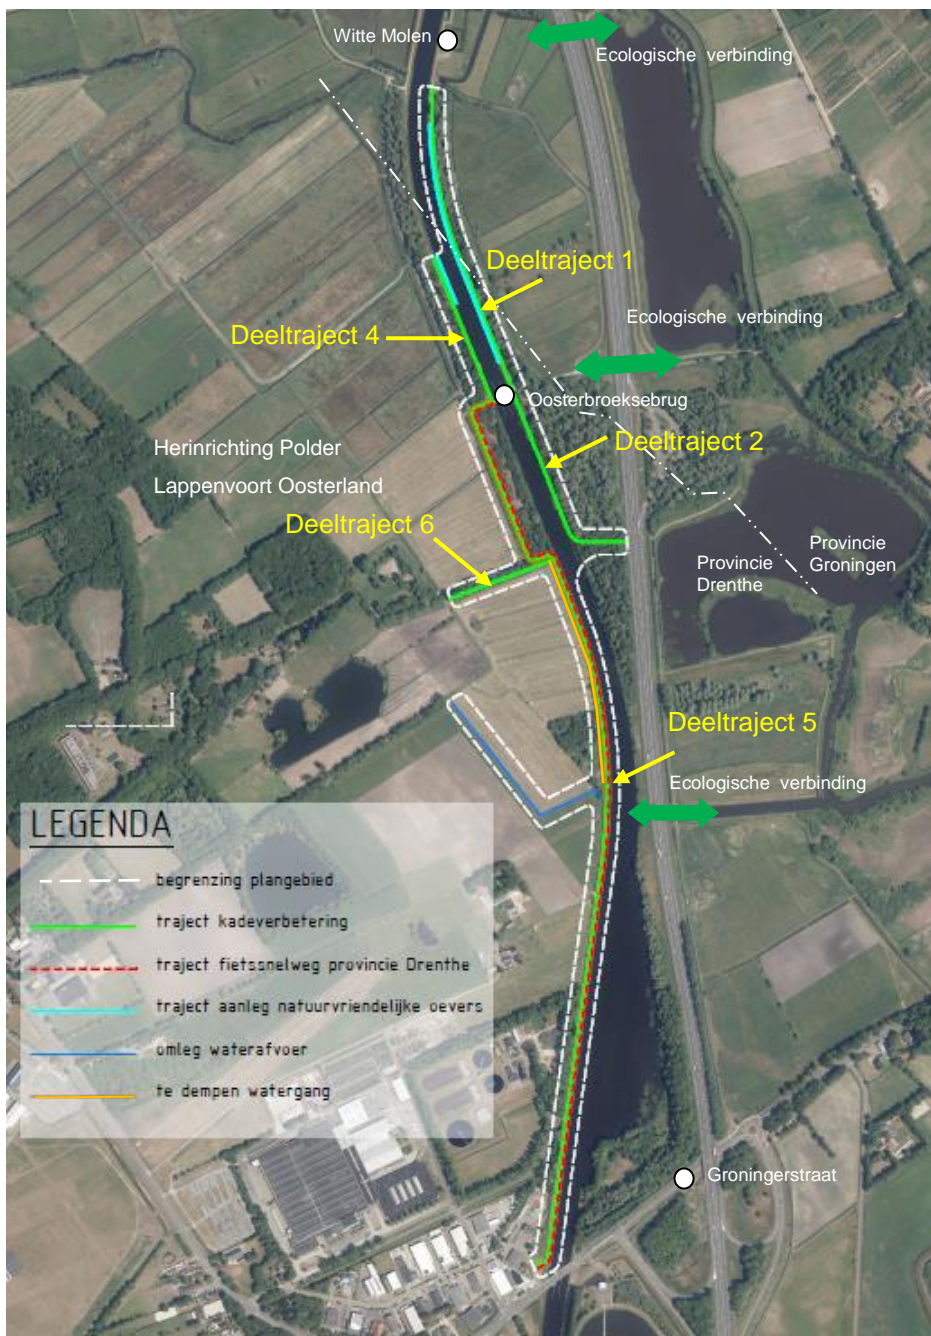 Witte Molen
Ecologische verbinding
Deeltraject 1
Ecologische verbinding
Deeltraject 4
Oosterbroeksebrug
Deeltraject 2
Herinrichting Polder
Lappenvoort Oosterland
Deeltraject 6
Provincie
Groningen
Provincie
Drenthe
Deeltraject 5
Ecologische verbinding
LEGENDA
begrenzing plangebied
traject kadeverbetering
traject fietssnelweg provincie Drenthe
traject aanleg natuurvriendelijke oevers
omleg waterafvoer
te dempen watergang
Groningerstraat